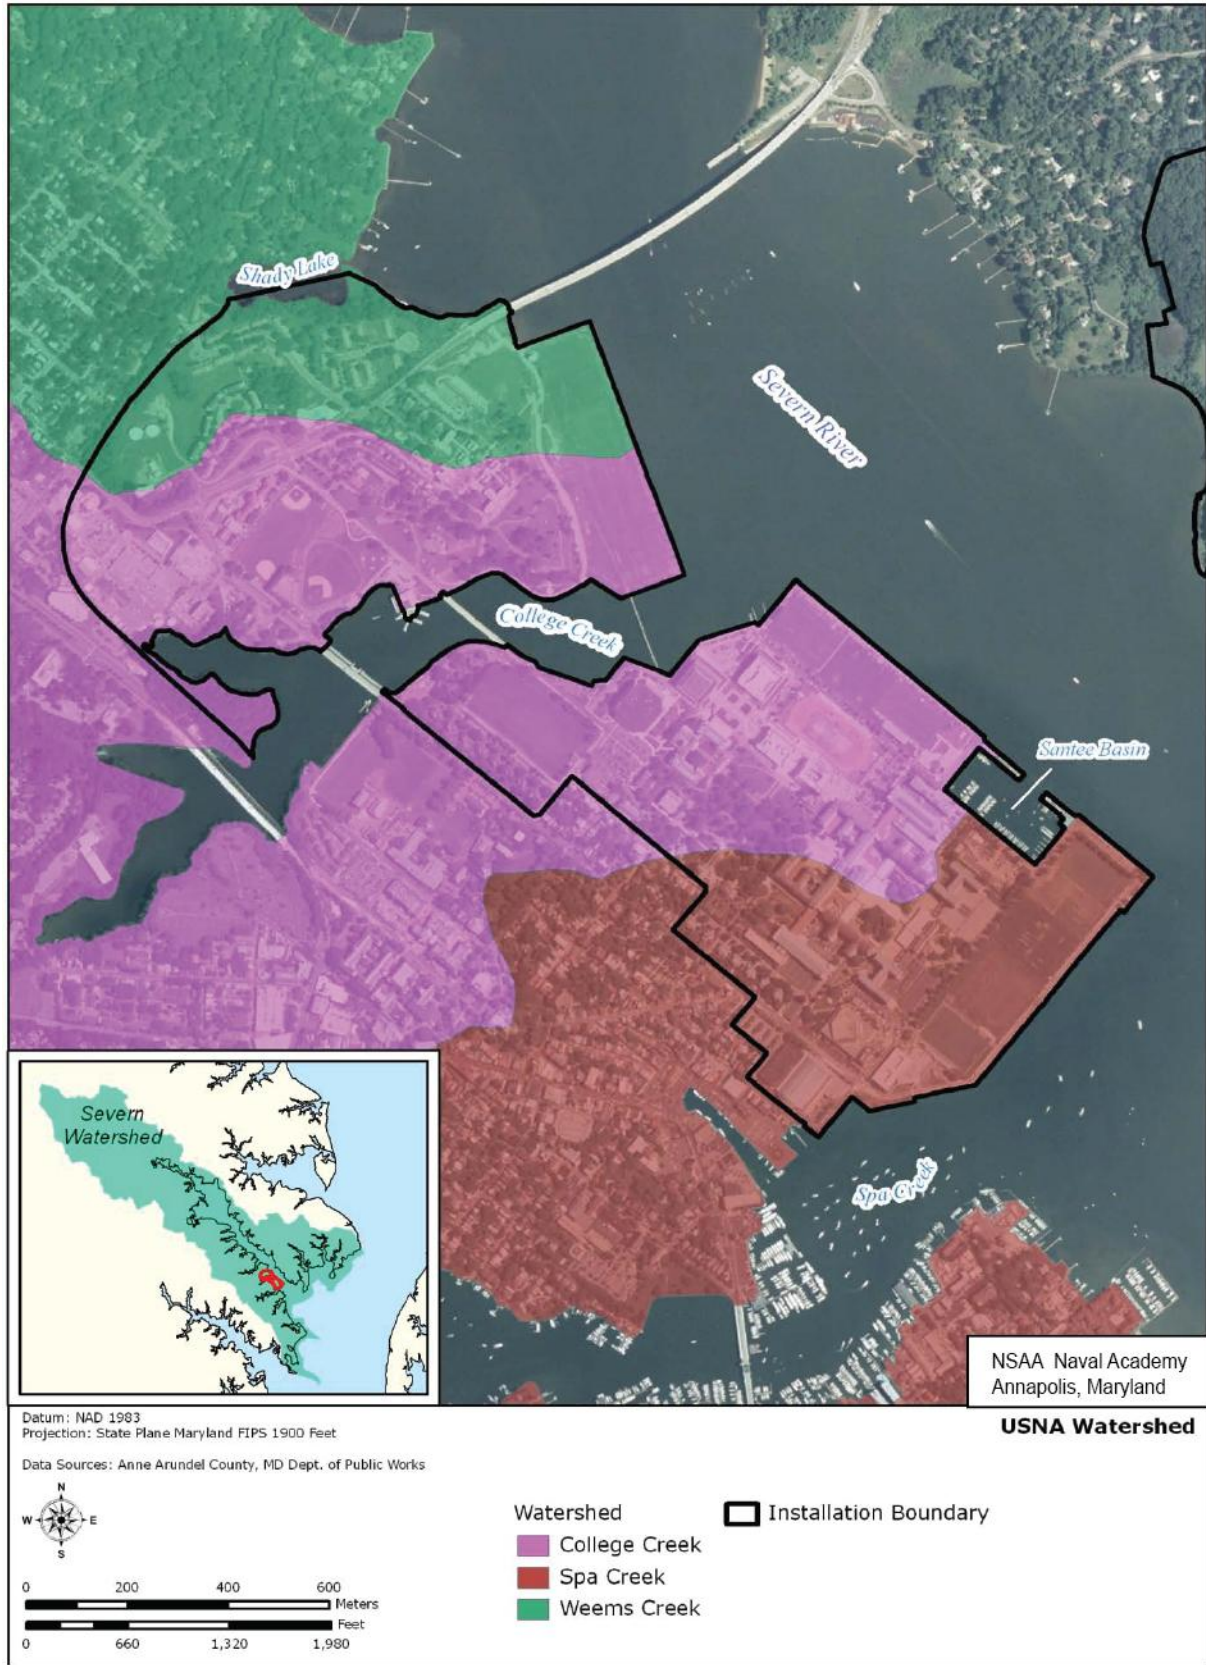 Shady Lake
Severn River
College Creek
Santee Basin
Spa Creek
Severn
Watershed
NSAA Naval Academy
Annapolis, Maryland
USNA Watershed
Datum: NAD 1983
Projection: State Plane Maryland FIPS 1900 Feet
Data Sources: Anne Arundel County, MD Dept. of Public Works
N
W E
S
0 200 400 600
Meters
Feet
0 660 1,320 1,980
Watershed
College Creek
Spa Creek
Weems Creek
Installation Boundary